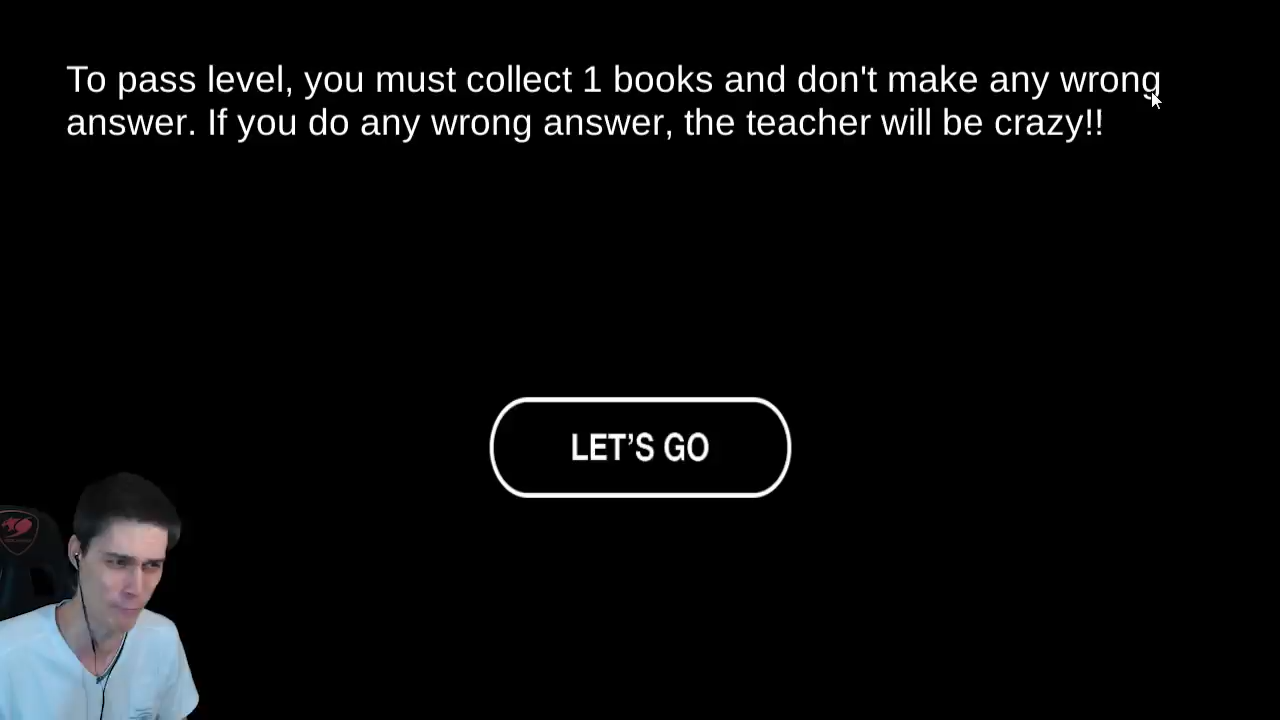 To pass level, you must collect 1 books and don't make any wrong
answer. If you do any wrong answer, the teacher will be crazy!!
LET'S GO